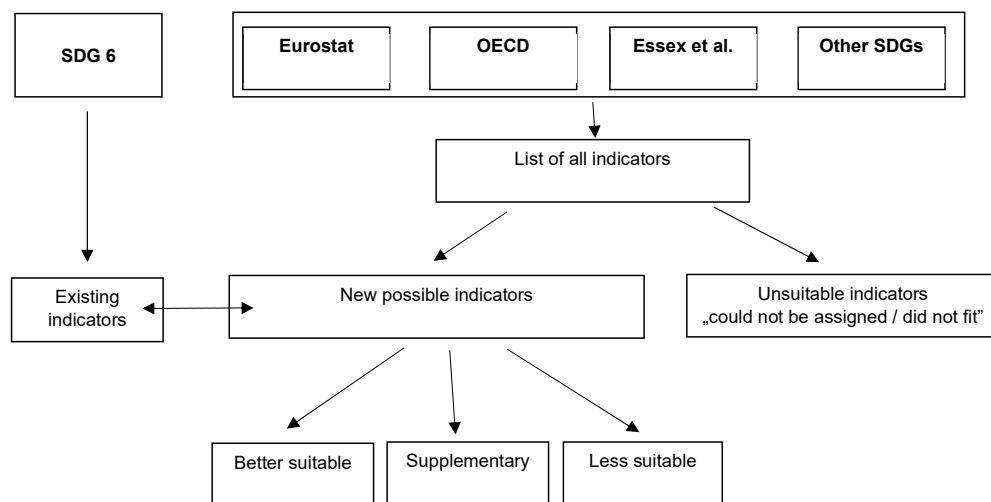 SDG 6
Eurostat
OECD
Essex et al.
Other SDGs
List of all indicators
Existing
indicators
New possible indicators
Unsuitable indicators
„could not be assigned / did not fit”
Better suitable
Supplementary
Less suitable